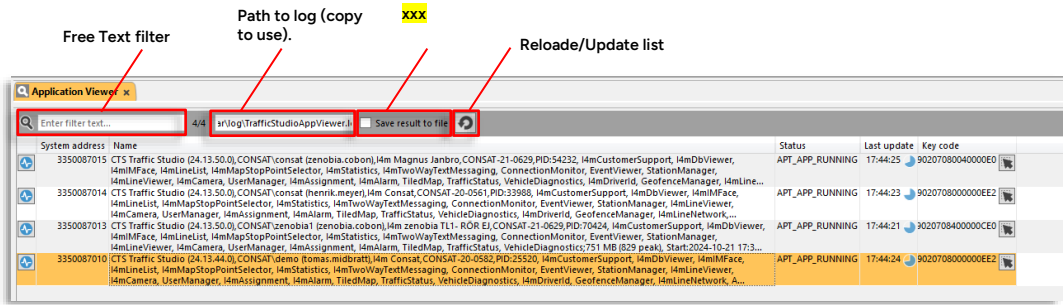 Free Text filter
Path to log (copy
to use).
xxx
Reloade/Update list
Application Viewer x
Enter filter text...
4/4
ar\log\TrafficStudioAppViewer.l
Save result to file
System address Name Status Last update Key code
3350087015 CTS Traffic Studio (24.13.50.0),CONSAT\consat (zenobia.cobon),I4m Magnus Janbro,CONSAT-21-0629,PID:54232, I4mCustomerSupport, I4mDbViewer, APT_APP_RUNNING 17:44:25 90207080040000E0
I4mIMFace, I4mLineList, I4mMapStopPointSelector, I4mStatistics, I4mTwoWayTextMessaging, ConnectionMonitor, EventViewer, StationManager,
I4mLineViewer, I4mCamera, UserManager, I4mAssignment, I4mAlarm, TiledMap, TrafficStatus, VehicleDiagnostics, I4mDriverId, GeofenceManager, I4mLine...
3350087014 CTS Traffic Studio (24.13.50.0),CONSAT\consat (henrik.meyer),I4m Consat,CONSAT-20-0561,PID:33988, I4mCustomerSupport, I4mDbViewer, I4mIMFace, APT_APP_RUNNING 17:44:23 9020708000000EE2
I4mLineList, I4mMapStopPointSelector, I4mStatistics, I4mTwoWayTextMessaging, ConnectionMonitor, EventViewer, StationManager, I4mLineViewer,
I4mCamera, UserManager, I4mAssignment, I4mAlarm, TiledMap, TrafficStatus, VehicleDiagnostics, I4mDriverId, GeofenceManager, I4mLineNetwork,...
3350087013 CTS Traffic Studio (24.13.50.0),CONSAT\zenobia1 (zenobia.cobon),I4m zenobia TL1- RÖR EJ,CONSAT-21-0629,PID:70424, I4mCustomerSupport, I4mDbViewer, APT_APP_RUNNING 17:44:21 9020708400000CE0
I4mIMFace, I4mLineList, I4mMapStopPointSelector, I4mStatistics, I4mTwoWayTextMessaging, ConnectionMonitor, EventViewer, StationManager,
I4mLineViewer, I4mCamera, UserManager, I4mAssignment, I4mAlarm, TiledMap, TrafficStatus, VehicleDiagnostics;751 MB (829 peak), Start:2024-10-21 17:3...
3350087010 CTS Traffic Studio (24.13.44.0),CONSAT\demo (tomas.midbratt),I4m Consat,CONSAT-20-0582,PID:25520, I4mCustomerSupport, I4mDbViewer, I4mIMFace, APT_APP_RUNNING 17:44:24 9020708000000EE2
I4mLineList, I4mMapStopPointSelector, I4mStatistics, I4mTwoWayTextMessaging, ConnectionMonitor, EventViewer, StationManager, I4mLineViewer,
I4mCamera, UserManager, I4mAssignment, I4mAlarm, TiledMap, TrafficStatus, VehicleDiagnostics, I4mDriverId, GeofenceManager, I4mLineNetwork, A...